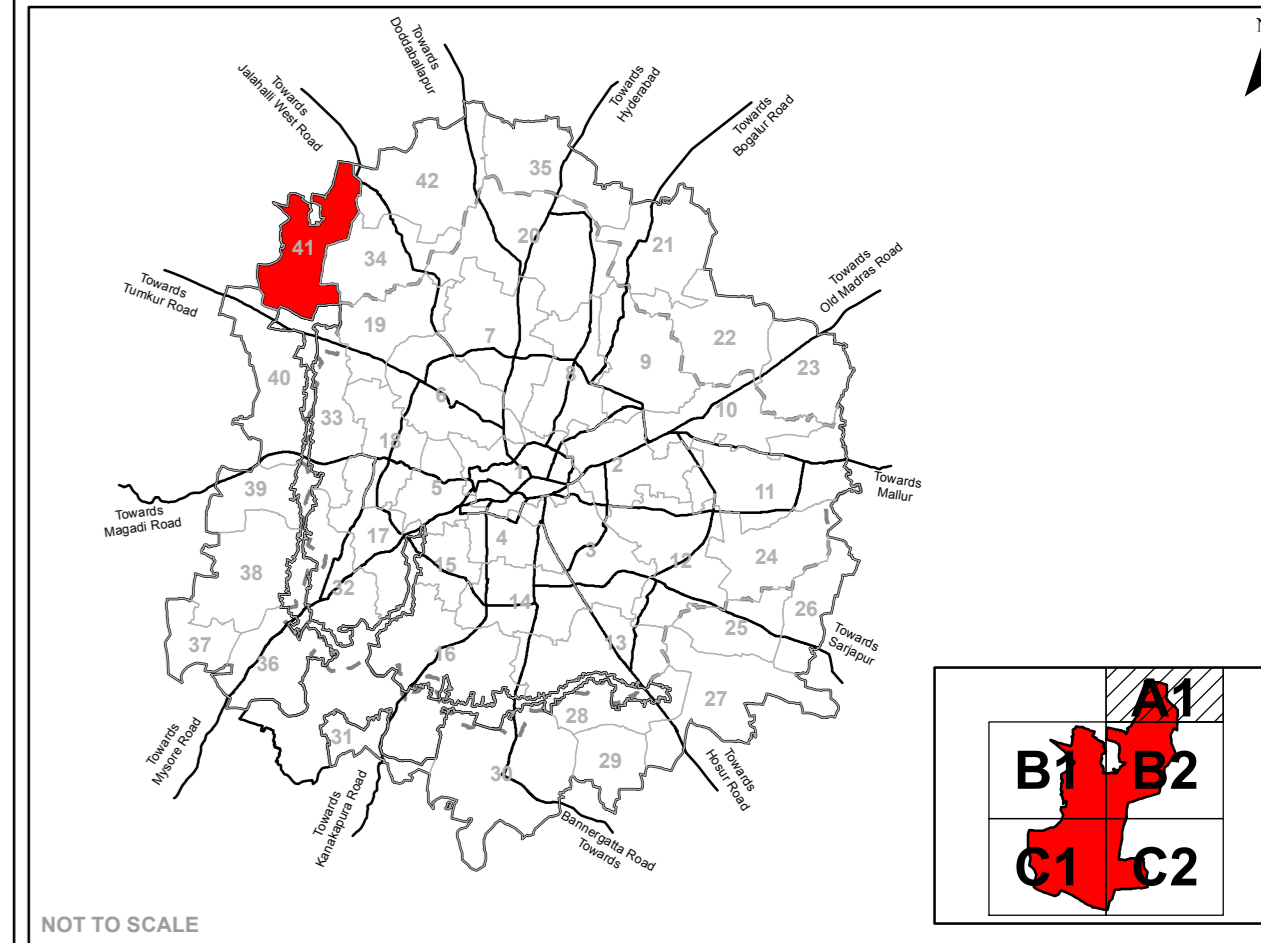 N
Towards
Doddaballapur
Towards
Jalahalli West Road
Towards
Hyderabad
Towards
Bogalur Road
42
35
41
34
20
21
Towards
Old Madras Road
Towards
Tumkur Road
19
7
22
23
9
8
40
6
10
33
18
1
2
5
11
Towards
Mallur
39
Towards
Magadi Road
17
4
3
15
12
24
38
32
14
26
25
13
Towards
Sarjapur
37
36
16
27
28
31
29
30
Towards
Mysore Road
Towards
Kanakapura Road
Towards
Hosur Road
Bannergatta Road
Towards
A1
B1
B2
C1
C2
NOT TO SCALE